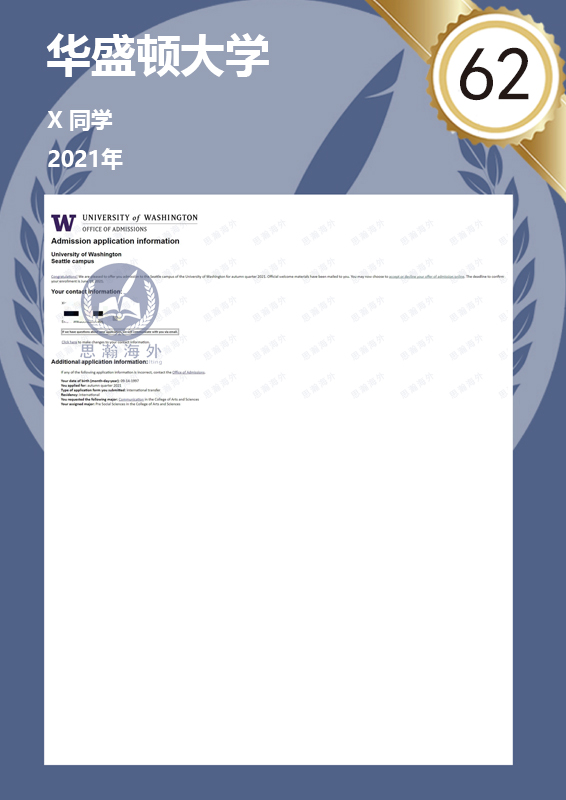 华盛顿大学
62
X 同学
2021年
W UNIVERSITY of WASHINGTON
OFFICE OF ADMISSIONS
Admission application information
University of Washington
Seattle campus
Congratulations! We are pleased to offer you admission to the Seattle campus of the University of Washington for autumn quarter 2021. Official welcome materials have been mailed to you. You may now choose to accept or decline your offer of admission online. The deadline to confirm
your enrollment is June 2021.
Your contact information:
If you have questions about your application, do not communicate with you via email.
Click here to make changes to your contact information.
思瀚海外
Additional application information:
If any of the following application information is incorrect, contact the Office of Admissions.
Your date of birth (month-day-year): 08-14-1997
You applied for: autumn quarter 2021
Type of application form you submitted: International transfer
Residency: International
You requested the following major: Communication in the College of Arts and Sciences
Your assigned major: Pre Social Sciences in the College of Arts and Sciences